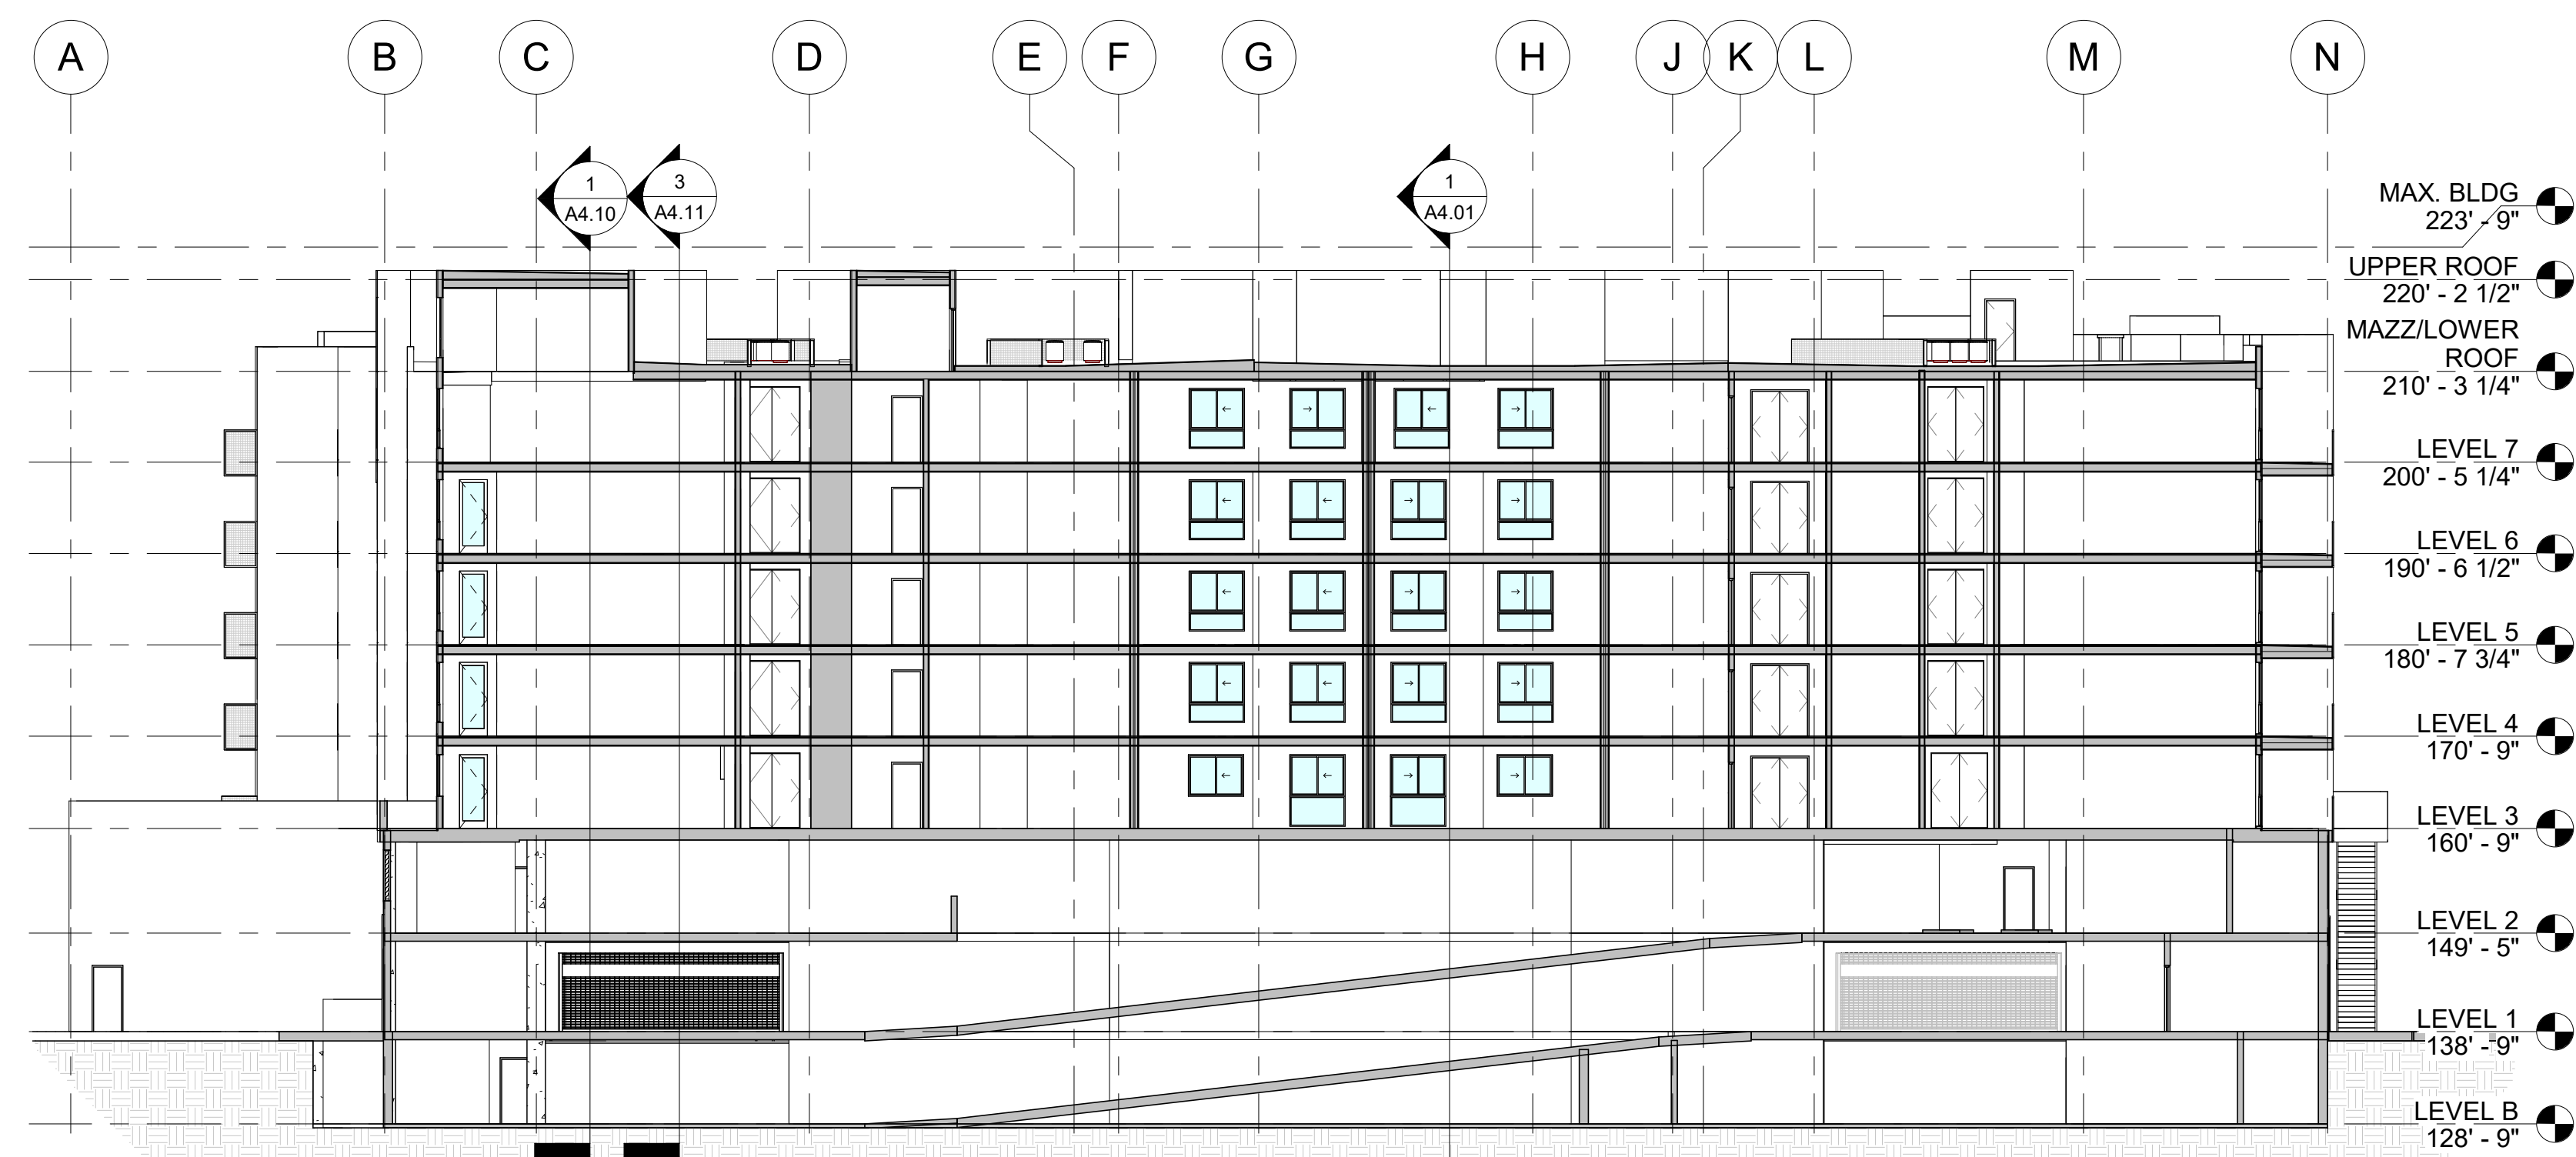 A B C D E F G H J K L M N
1
A4.10
3
A4.11
1
A4.01
MAX. BLDG
223' - 9"
UPPER ROOF
220' - 2 1/2"
MAZZ/LOWER
ROOF
210' - 3 1/4"
LEVEL 7
200' - 5 1/4"
LEVEL 6
190' - 6 1/2"
LEVEL 5
180' - 7 3/4"
LEVEL 4
170' - 9"
LEVEL 3
160' - 9"
LEVEL 2
149' - 5"
LEVEL 1
138' - 9"
LEVEL B
128' - 9"